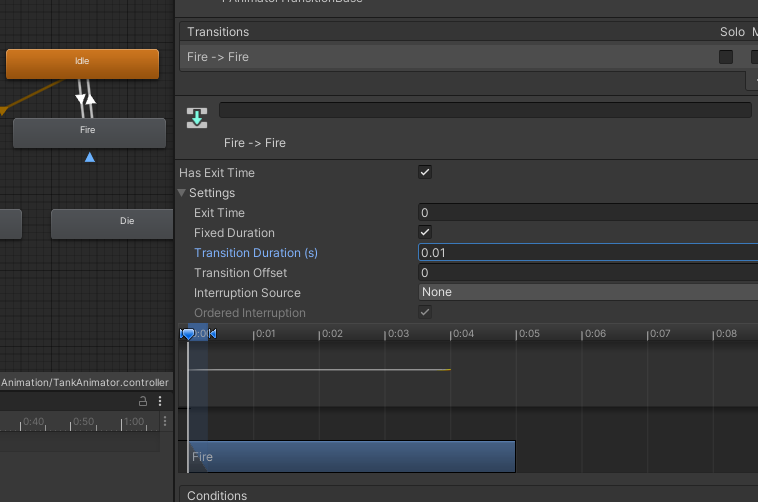 AnimatorTransitionBase
Transitions
Solo
M
Fire -> Fire
Idle
Fire
Die
Fire -> Fire
Has Exit Time
Settings
Exit Time
0
Fixed Duration
Transition Duration (s)
0.01
Transition Offset
0
Interruption Source
None
Ordered Interruption
0:00 0:01 0:02 0:03 0:04 0:05 0:06 0:07 0:08
Animation/TankAnimator.controller
0:40 0:50 1:00
Fire
Conditions